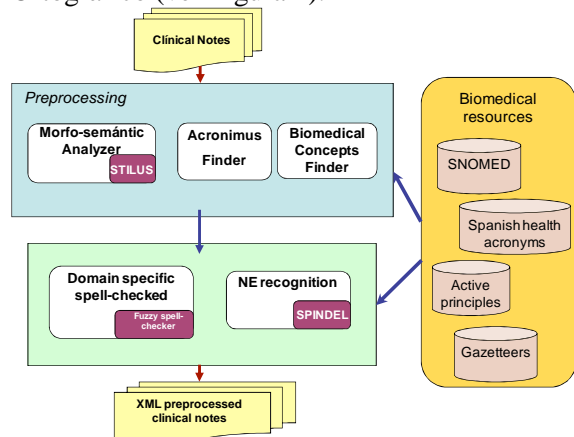 Clínical Notes
Preprocessing
Morfo-semántic
Analyzer
STILUS
Acronimus
Finder
Biomedical
Concepts
Finder
Domain specific
spell-checked
Fuzzy spell-
checker
NE recognition
SPINDEL
XML preprocessed
clinical notes
Biomedical
resources
SNOMED
Spanish health
acronyms
Active
principles
Gazetteers